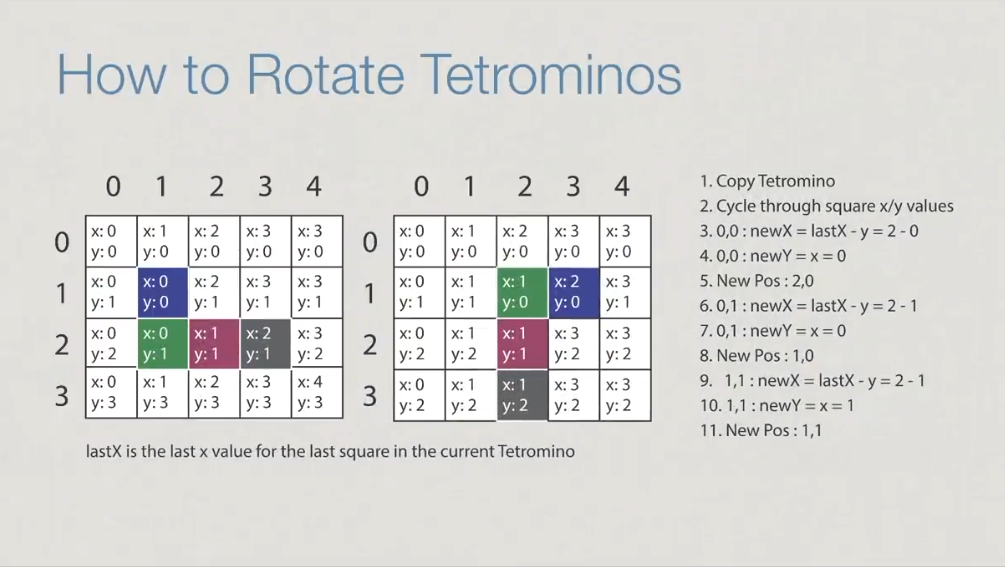 How to Rotate Tetrominos
0 1 2 3 4
0 x: 0 y: 0 x: 1 y: 0 x: 2 y: 0 x: 3 y: 0 x: 3 y: 0
1 x: 0 y: 1 x: 0 y: 0 x: 2 y: 1 x: 3 y: 1 x: 3 y: 1
2 x: 0 y: 2 x: 0 y: 1 x: 1 y: 1 x: 2 y: 1 x: 3 y: 2
3 x: 0 y: 3 x: 1 y: 3 x: 2 y: 3 x: 3 y: 3 x: 4 y: 3
0 1 2 3 4
0 x: 0 y: 0 x: 1 y: 0 x: 2 y: 0 x: 3 y: 0 x: 3 y: 0
1 x: 0 y: 1 x: 1 y: 1 x: 1 y: 0 x: 2 y: 0 x: 3 y: 1
2 x: 0 y: 2 x: 1 y: 2 x: 1 y: 1 x: 3 y: 2 x: 3 y: 2
3 x: 0 y: 2 x: 1 y: 2 x: 1 y: 2 x: 3 y: 2 x: 3 y: 2
lastX is the last x value for the last square in the current Tetromino
1. Copy Tetromino
2. Cycle through square x/y values
3. 0,0 : newX = lastX - y = 2 - 0
4. 0,0 : newY = x = 0
5. New Pos : 2,0
6. 0,1 : newX = lastX - y = 2 - 1
7. 0,1 : newY = x = 0
8. New Pos : 1,0
9. 1,1 : newX = lastX - y = 2 - 1
10. 1,1 : newY = x = 1
11. New Pos : 1,1